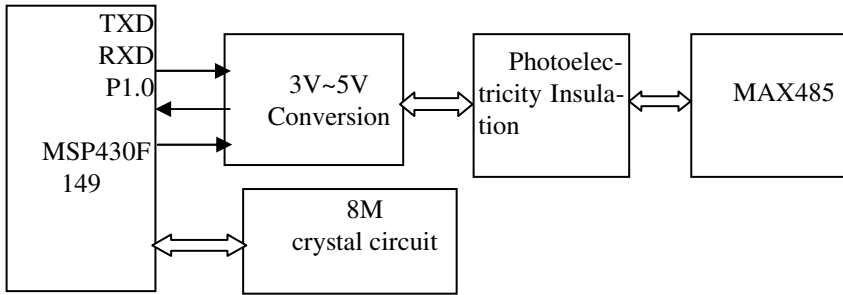 TXD
RXD
P1.0
MSP430F
149
3V~5V
Conversion
Photoelec-
tricity Insula-
tion
MAX485
8M
crystal circuit